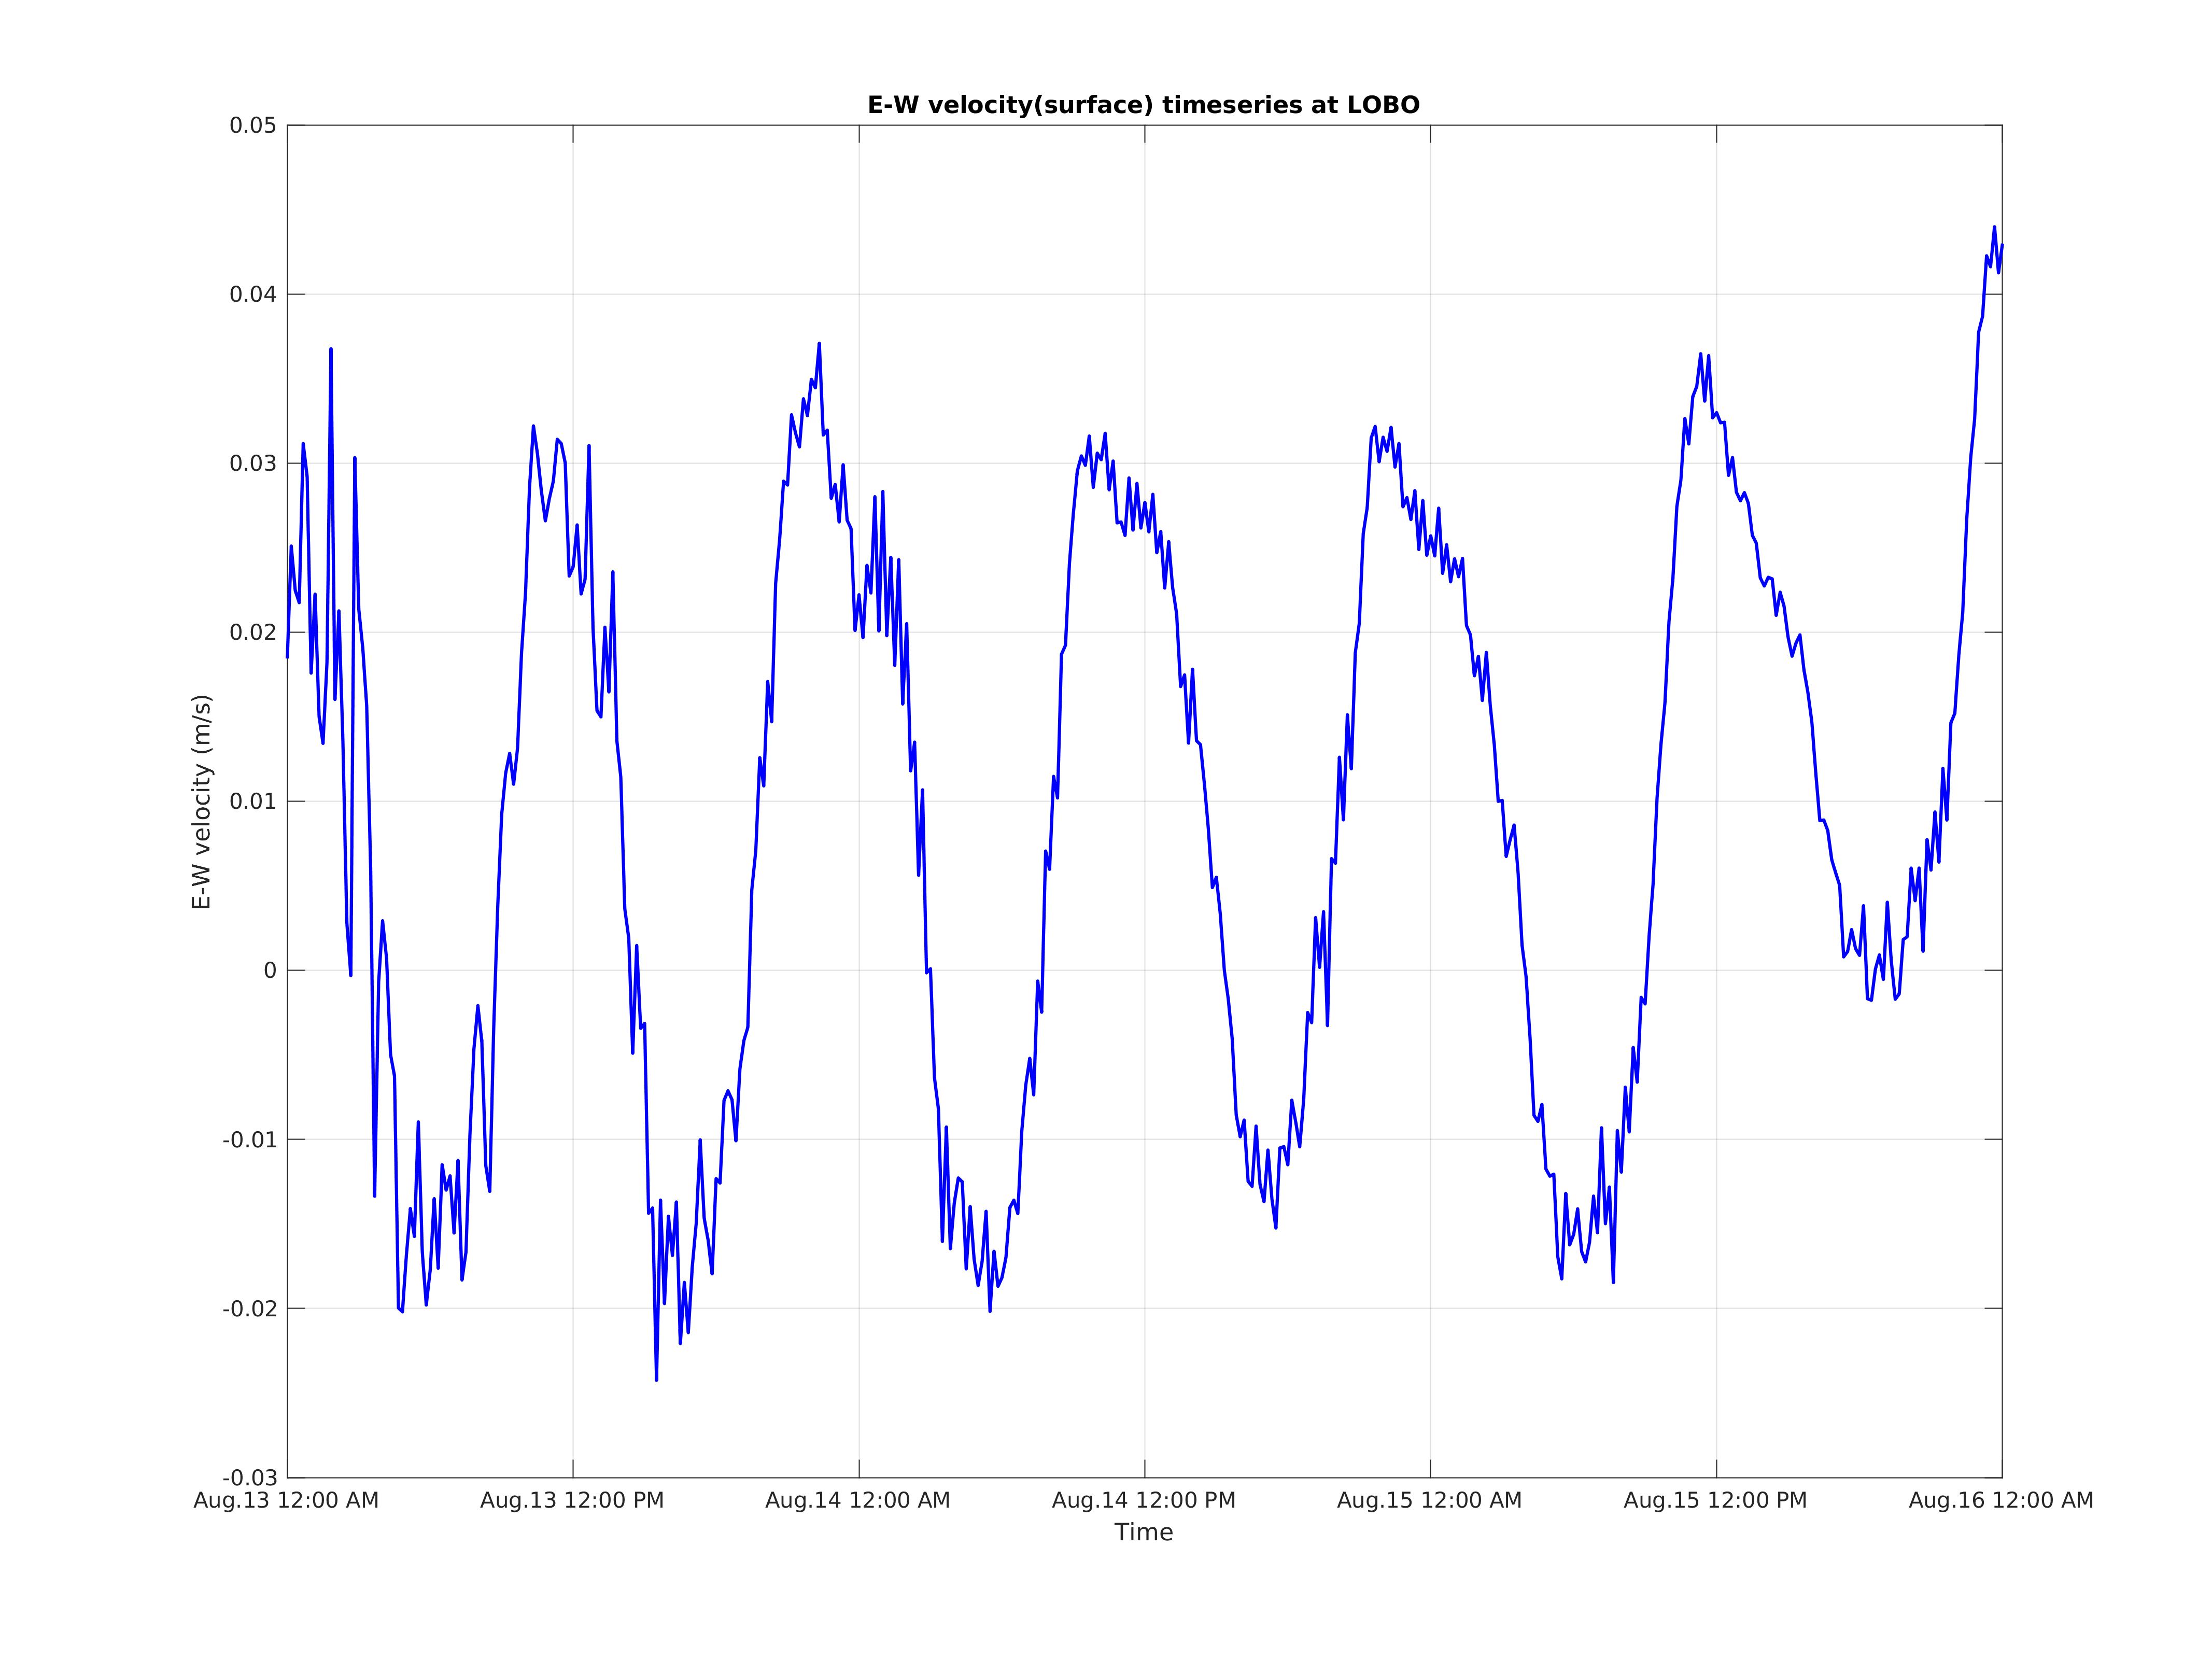 E-W velocity(surface) timeseries at LOBO
0.05
0.04
0.03
0.02
0.01
0
-0.01
-0.02
-0.03
E-W velocity (m/s)
Aug.13 12:00 AM
Aug.13 12:00 PM
Aug.14 12:00 AM
Aug.14 12:00 PM
Aug.15 12:00 AM
Aug.15 12:00 PM
Aug.16 12:00 AM
Time